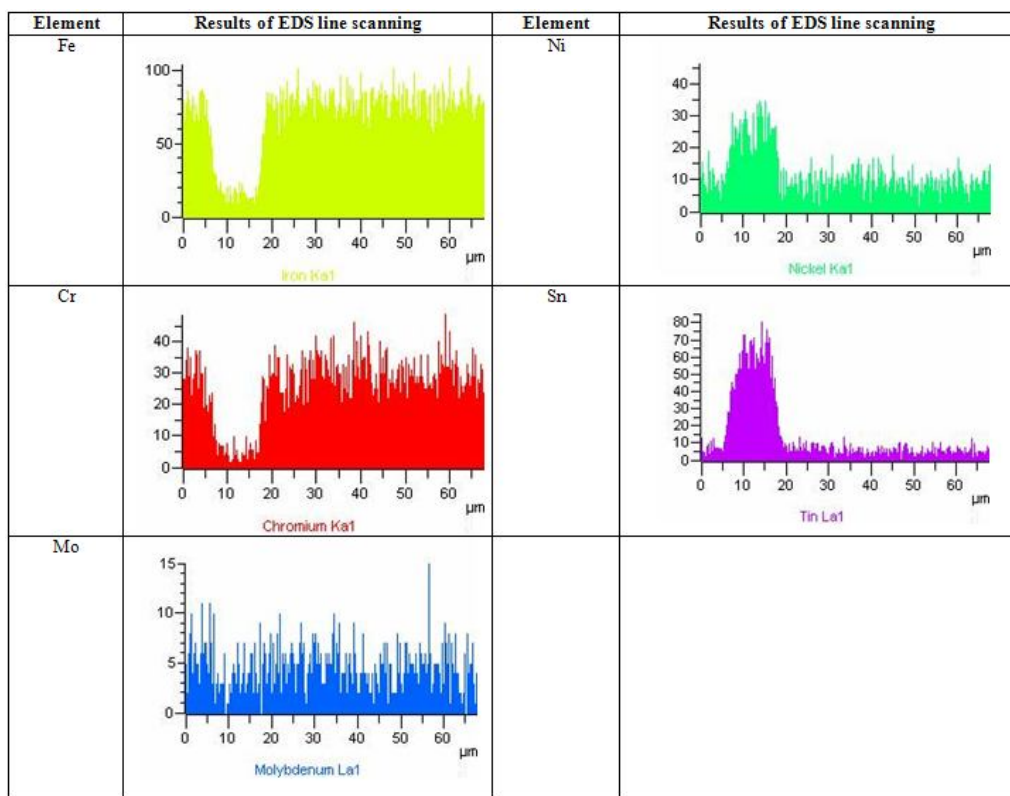 Element Results of EDS line scanning Element Results of EDS line scanning
Fe Ni
100
50
0
0 10 20 30 40 50 60
µm
Iron Ka1
40
30
20
10
0
0 10 20 30 40 50 60
µm
Nickel Ka1
Cr Sn
40
30
20
10
0
0 10 20 30 40 50 60
µm
Chromium Ka1
80
70
60
50
40
30
20
10
0
0 10 20 30 40 50 60
µm
Tin La1
Mo
15
10
5
0
0 10 20 30 40 50 60
µm
Molybdenum La1